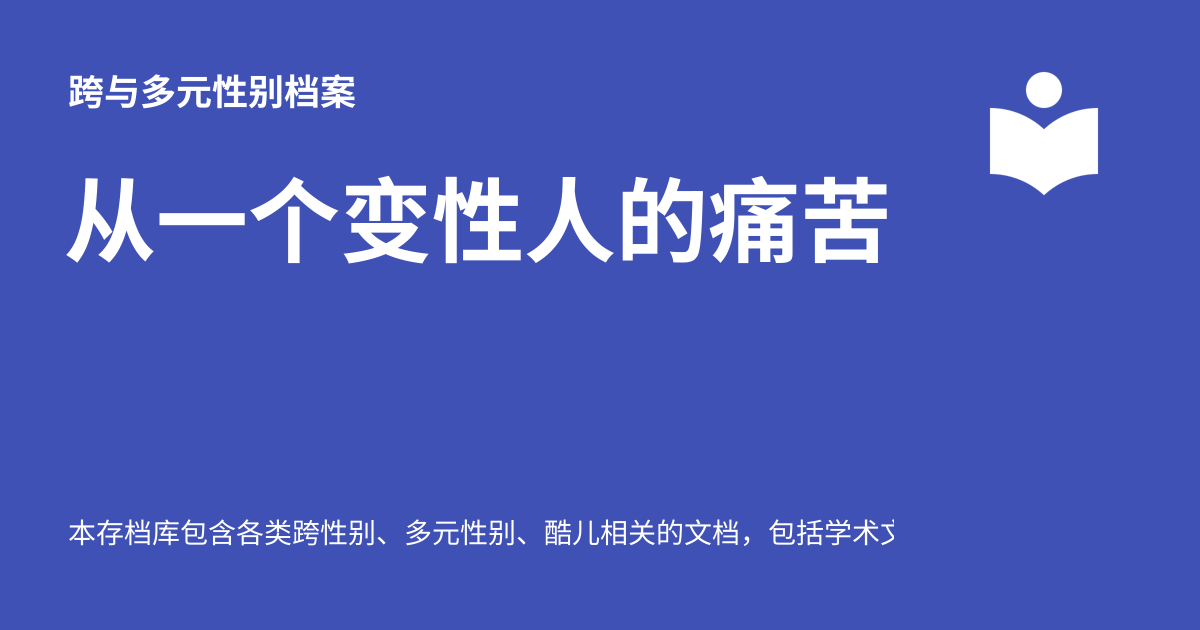 跨与多元性别档案
从一个变性人的痛苦
本存档库包含各类跨性别、多元性别、酷儿相关的文档，包括学术